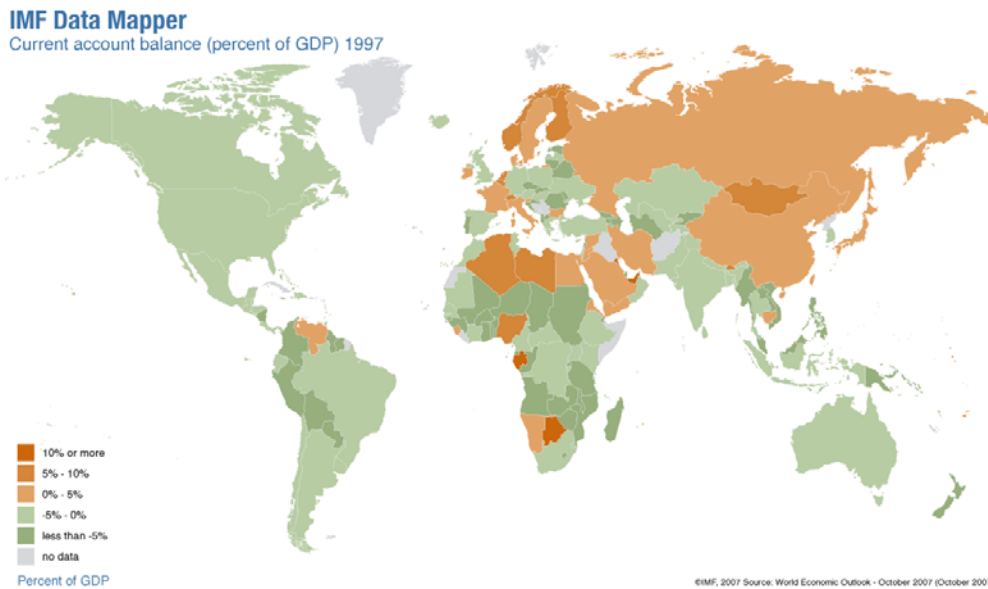 IMF Data Mapper
Current account balance (percent of GDP) 1997
10% or more
5% - 10%
0% - 5%
-5% - 0%
less than -5%
no data
Percent of GDP
©IMF, 2007 Source: World Economic Outlook - October 2007 (October 200